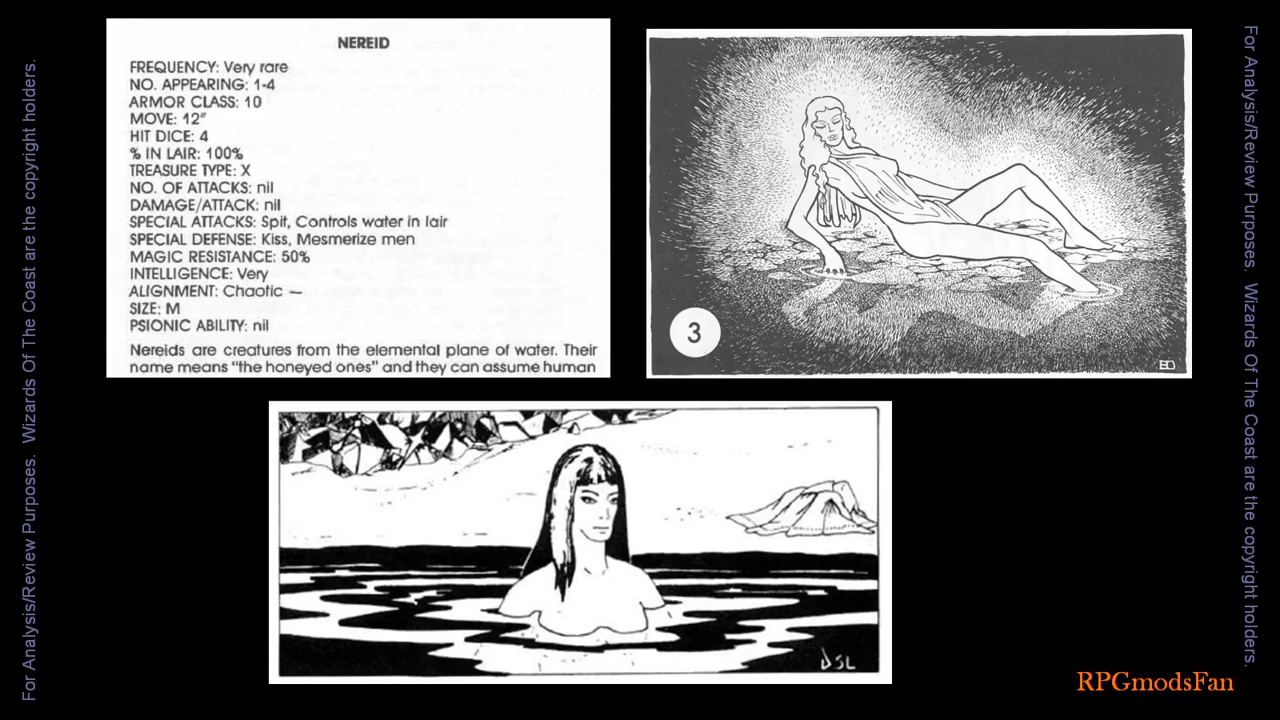 For Analysis/Review Purposes.  Wizards Of The Coast are the copyright holders.
NEREID
FREQUENCY: Very rare
NO. APPEARING: 1-4
ARMOR CLASS: 10
MOVE: 12"
HIT DICE: 4
% IN LAIR: 100%
TREASURE TYPE: X
NO. OF ATTACKS: nil
DAMAGE/ATTACK: nil
SPECIAL ATTACKS: Spit, Controls water in lair
SPECIAL DEFENSE: Kiss, Mesmerize men
MAGIC RESISTANCE: 50%
INTELLIGENCE: Very
ALIGNMENT: Chaotic —
SIZE: M
PSIONIC ABILITY: nil
Nereids are creatures from the elemental plane of water. Their
name means "the honeyed ones" and they can assume human
3
DSL
RPGmodsFan
For Analysis/Review Purposes.  Wizards Of The Coast are the copyright holders.